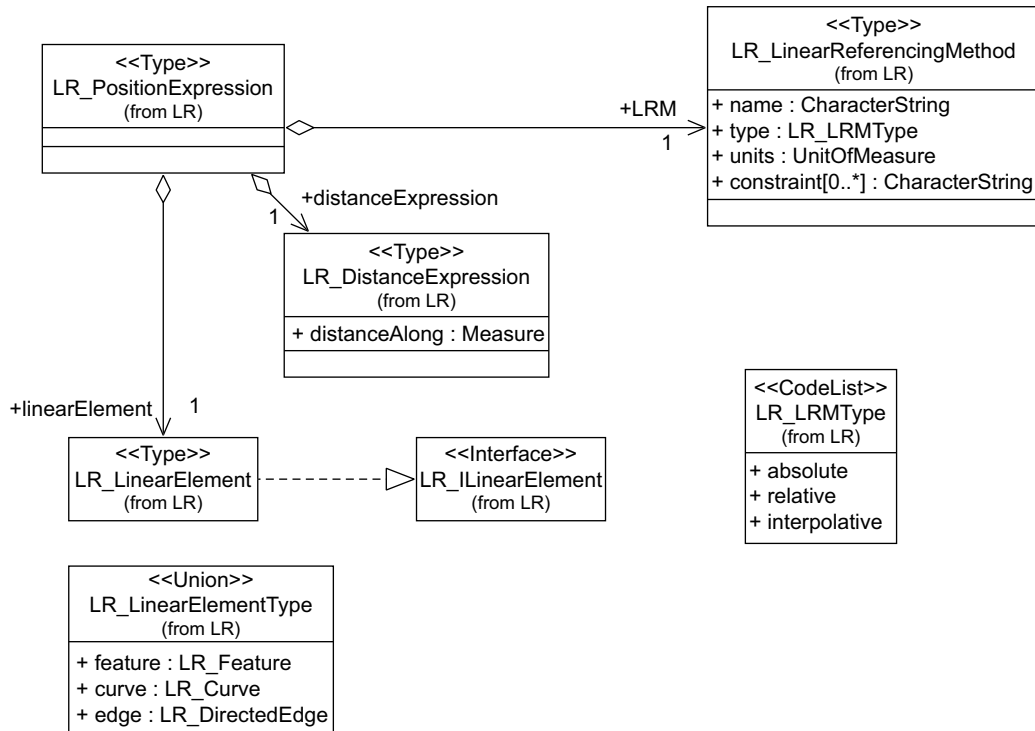 <<Type>>
LR_PositionExpression
(from LR)
<<Type>>
LR_LinearReferencingMethod
(from LR)
+ name : CharacterString
+ type : LR_LRMType
+ units : UnitOfMeasure
+ constraint[0..*] : CharacterString
+LRM
1
+distanceExpression
1
<<Type>>
LR_DistanceExpression
(from LR)
+ distanceAlong : Measure
+linearElement
1
<<Type>>
LR_LinearElement
(from LR)
<<Interface>>
LR_ILinearElement
(from LR)
<<CodeList>>
LR_LRMType
(from LR)
+ absolute
+ relative
+ interpolative
<<Union>>
LR_LinearElementType
(from LR)
+ feature : LR_Feature
+ curve : LR_Curve
+ edge : LR_DirectedEdge